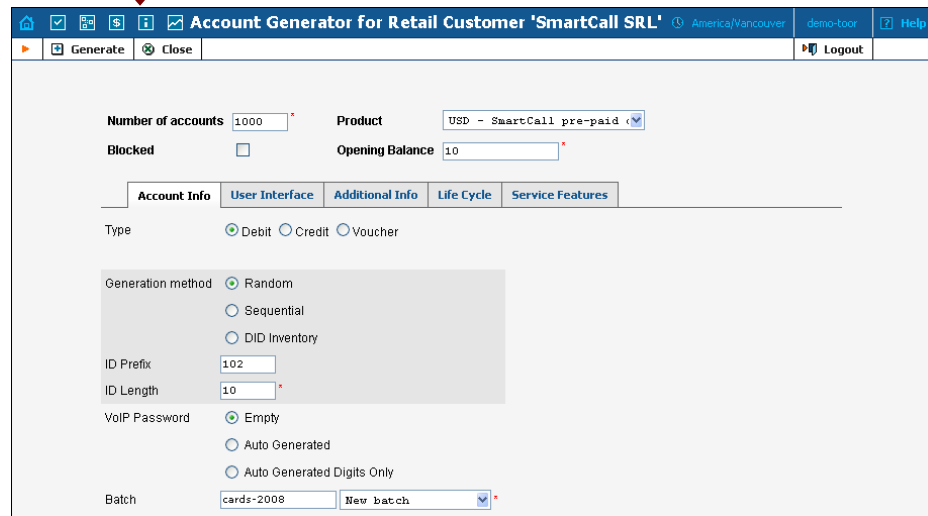 Account Generator for Retail Customer 'SmartCall SRL' America/Vancouver demo-toor ? Help
Generate Close Logout
Number of accounts 1000 * Product USD - SmartCall pre-paid
Blocked Opening Balance 10 *
Account Info User Interface Additional Info Life Cycle Service Features
Type Debit Credit Voucher
Generation method Random
Sequential
DID Inventory
ID Prefix 102
ID Length 10 *
VoIP Password Empty
Auto Generated
Auto Generated Digits Only
Batch cards-2008 New batch *